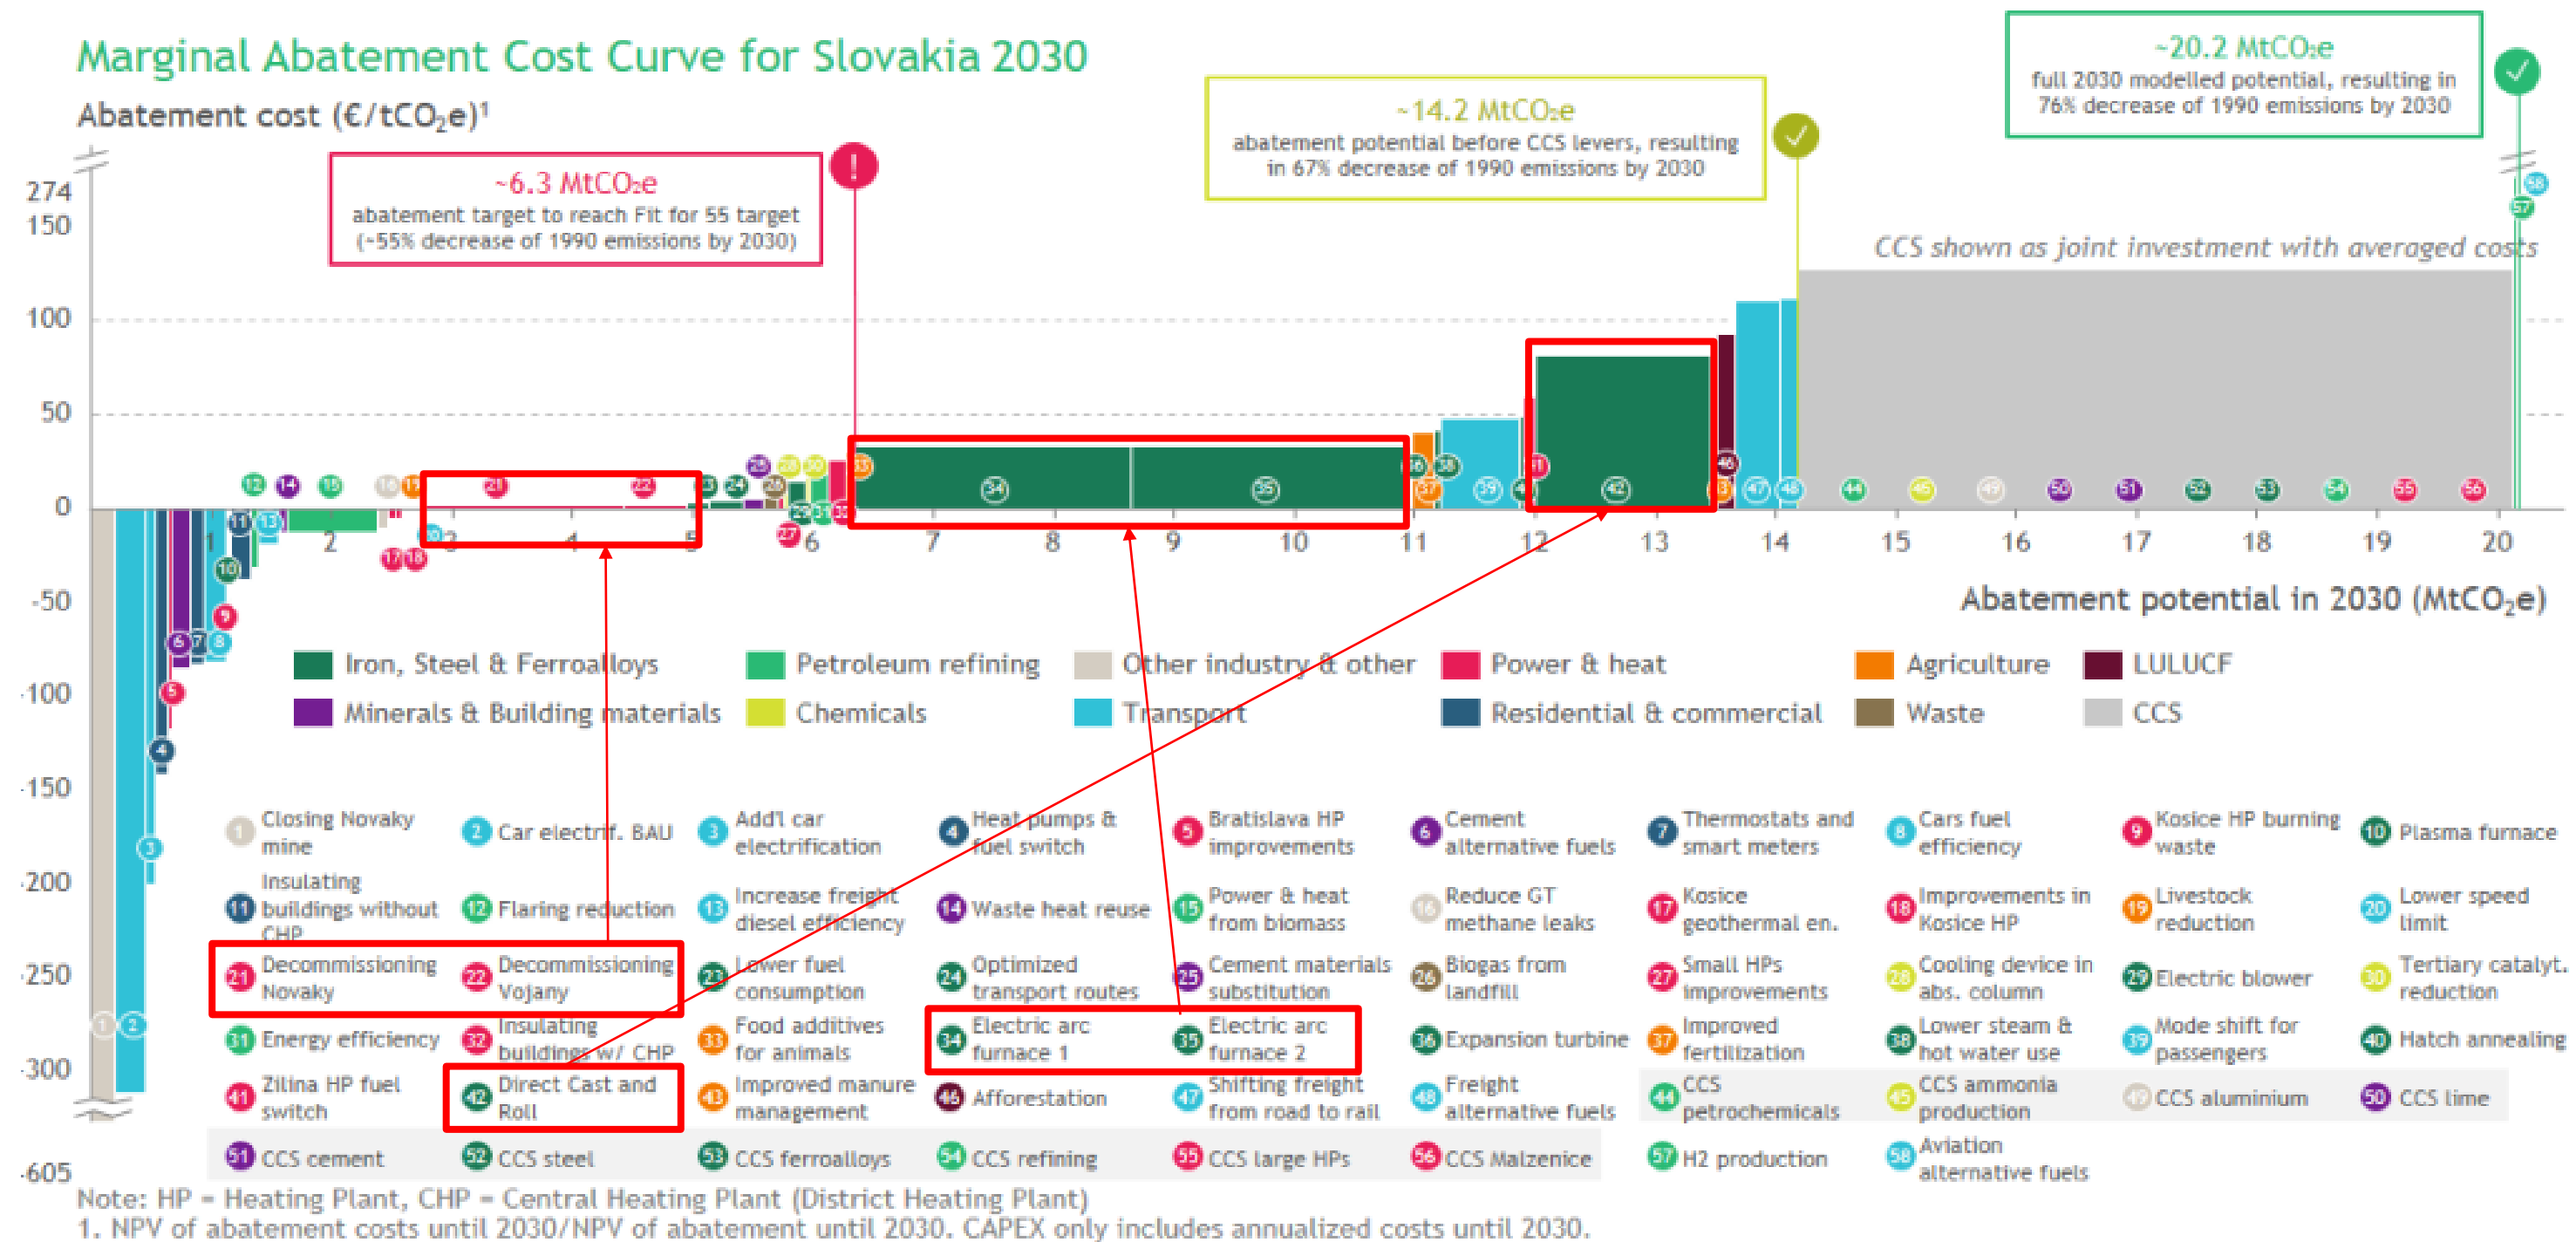 Marginal Abatement Cost Curve for Slovakia 2030
Abatement cost (€/tCO₂e)¹
~6.3 MtCO₂e
abatement target to reach Fit for 55 target
(~55% decrease of 1990 emissions by 2030)
~14.2 MtCO₂e
abatement potential before CCS levers, resulting
in 67% decrease of 1990 emissions by 2030
~20.2 MtCO₂e
full 2030 modelled potential, resulting in
76% decrease of 1990 emissions by 2030
CCS shown as joint investment with averaged costs
274
150
100
50
0
-50
-100
-150
-200
-250
-300
-605
1 2 3 4 5 6 7 8 9 10 11 12 13 14 15 16 17 18 19 20
Abatement potential in 2030 (MtCO₂e)
Iron, Steel & Ferroalloys
Petroleum refining
Other industry & other
Power & heat
Agriculture
LULUCF
Minerals & Building materials
Chemicals
Transport
Residential & commercial
Waste
CCS
1 Closing Novaky
mine
2 Car electrif. BAU
3 Add'l car
electrification
4 Heat pumps &
fuel switch
5 Bratislava HP
improvements
6 Cement
alternative fuels
7 Thermostats and
smart meters
8 Cars fuel
efficiency
9 Kosice HP burning
waste
10 Plasma furnace
11 Insulating
buildings without
CHP
12 Flaring reduction
13 Increase freight
diesel efficiency
14 Waste heat reuse
15 Power & heat
from biomass
16 Reduce GT
methane leaks
17 Kosice
geothermal en.
18 Improvements in
Kosice HP
19 Livestock
reduction
20 Lower speed
limit
21 Decommissioning
Novaky
22 Decommissioning
Vojany
23 Lower fuel
consumption
24 Optimized
transport routes
25 Cement materials
substitution
26 Biogas from
landfill
27 Small HPs
improvements
28 Cooling device in
abs. column
29 Electric blower
30 Tertiary catalyt.
reduction
31 Energy efficiency
32 Insulating
buildings w/ CHP
33 Food additives
for animals
34 Electric arc
furnace 1
35 Electric arc
furnace 2
36 Expansion turbine
37 Improved
fertilization
38 Lower steam &
hot water use
39 Mode shift for
passengers
40 Hatch annealing
41 Zilina HP fuel
switch
42 Direct Cast and
Roll
43 Improved manure
management
46 Afforestation
47 Shifting freight
from road to rail
48 Freight
alternative fuels
44 CCS
petrochemicals
45 CCS ammonia
production
49 CCS aluminium
50 CCS lime
51 CCS cement
52 CCS steel
53 CCS ferroalloys
54 CCS refining
55 CCS large HPs
56 CCS Malzenice
57 H2 production
58 Aviation
alternative fuels
Note: HP = Heating Plant, CHP = Central Heating Plant (District Heating Plant)
1. NPV of abatement costs until 2030/NPV of abatement until 2030. CAPEX only includes annualized costs until 2030.